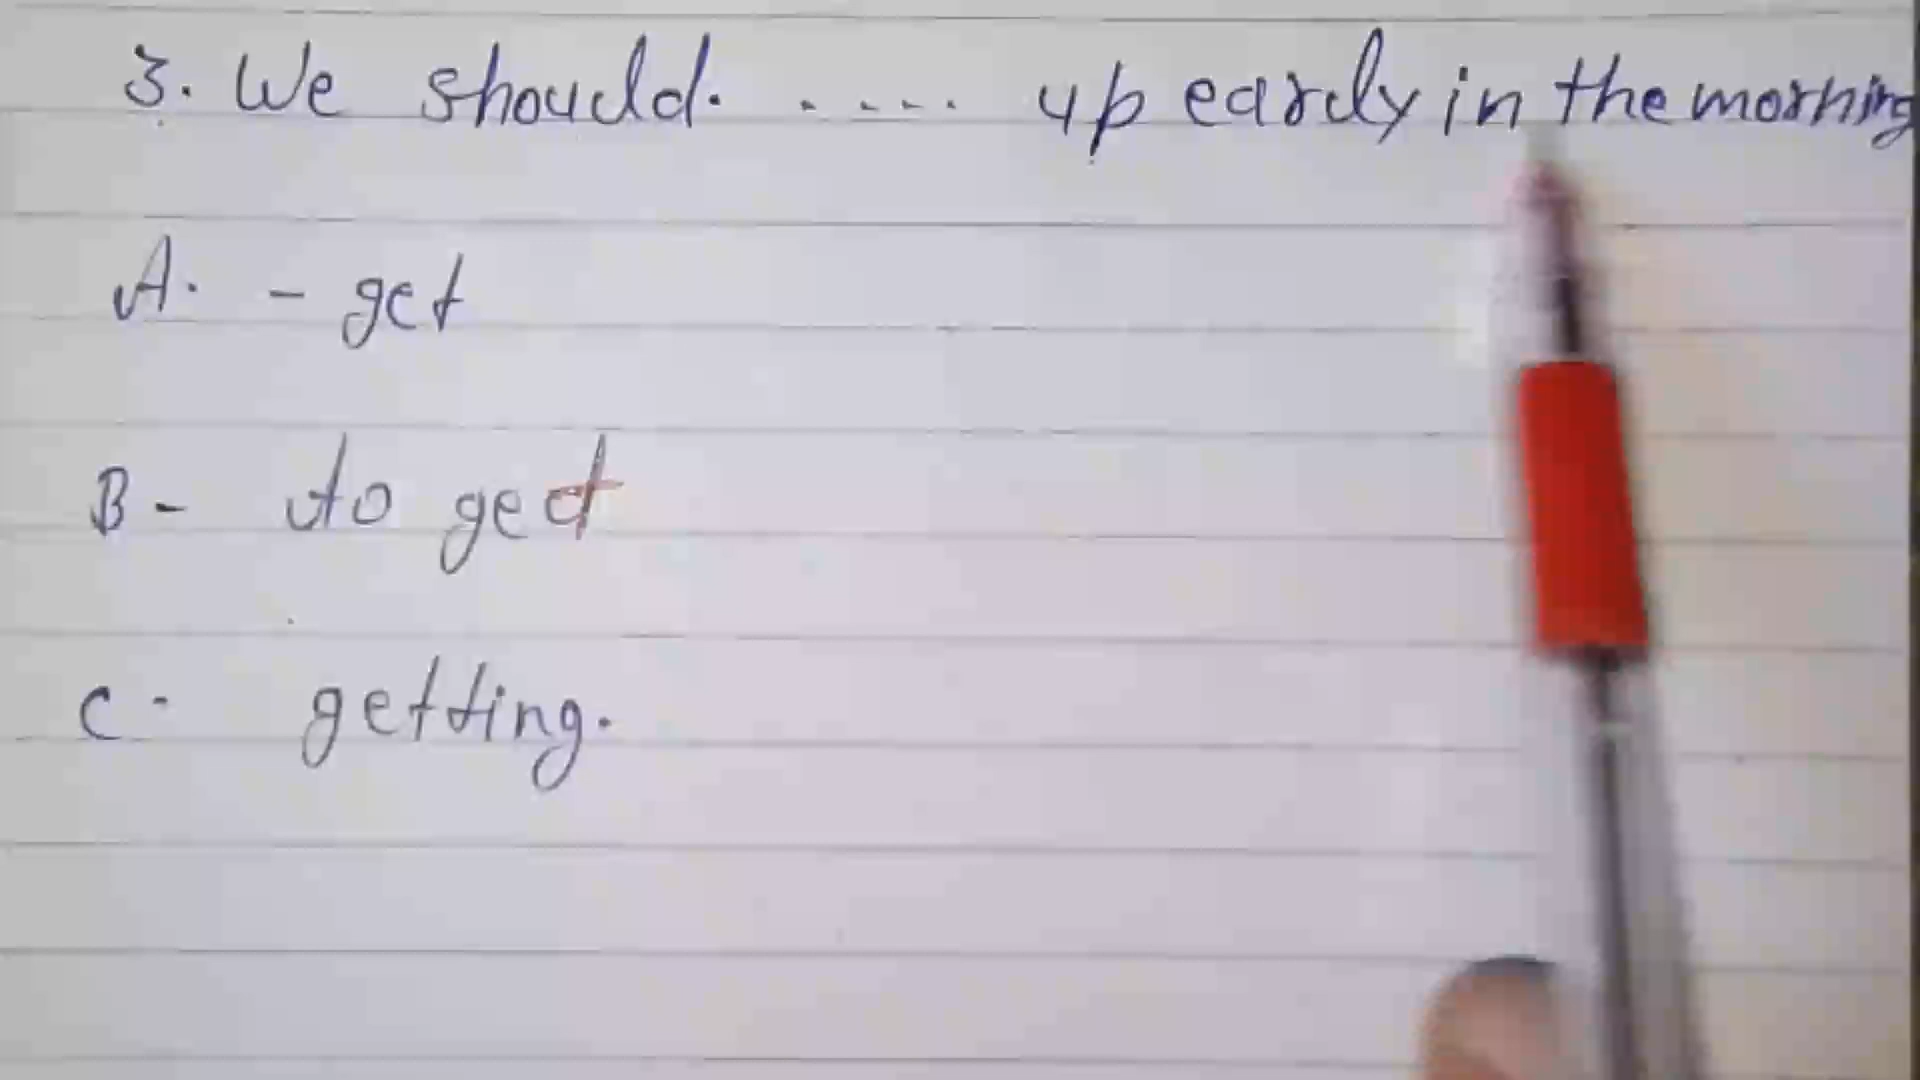 3. We should. ..... up early in the morning
A. - get
B - to get
C - getting.